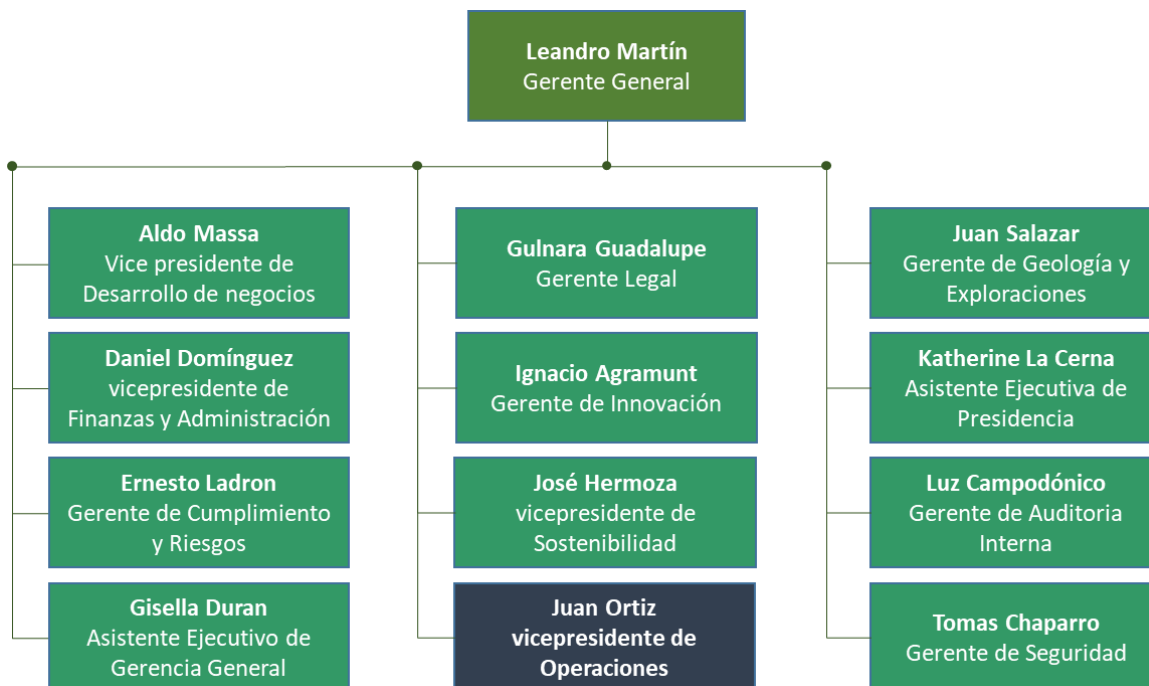 Leandro Martín
Gerente General
Aldo Massa
Vice presidente de
Desarrollo de negocios
Daniel Domínguez
vicepresidente de
Finanzas y Administración
Ernesto Ladron
Gerente de Cumplimiento
y Riesgos
Gisella Duran
Asistente Ejecutivo de
Gerencia General
Gulnara Guadalupe
Gerente Legal
Ignacio Agramunt
Gerente de Innovación
José Hermoza
vicepresidente de
Sostenibilidad
Juan Ortiz
vicepresidente de
Operaciones
Juan Salazar
Gerente de Geología y
Exploraciones
Katherine La Cerna
Asistente Ejecutiva de
Presidencia
Luz Campodónico
Gerente de Auditoria
Interna
Tomas Chaparro
Gerente de Seguridad